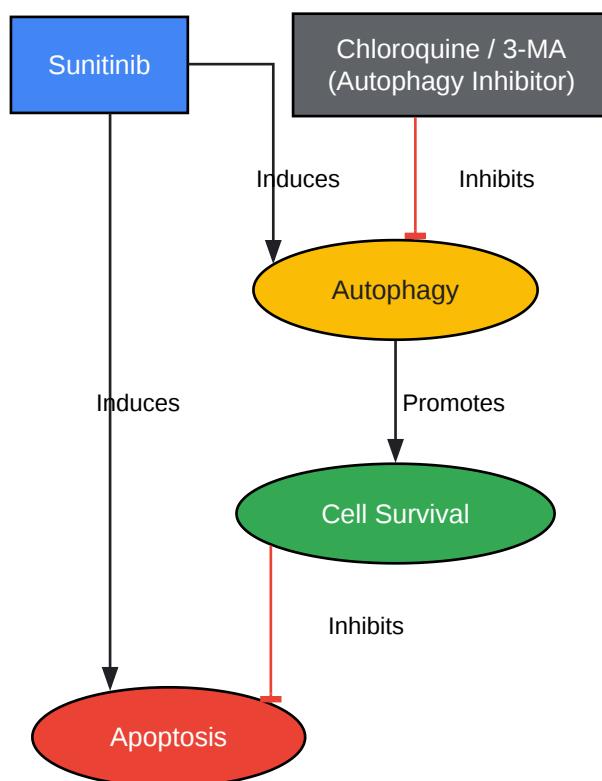 Sunitinib
Chloroquine / 3-MA
(Autophagy Inhibitor)
Induces
Inhibits
Autophagy
Induces
Promotes
Cell Survival
Inhibits
Apoptosis